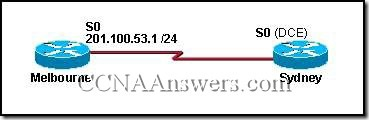 S0
201.100.53.1 /24
S0 (DCE)
Melbourne
Sydney
CCNAAnswers.com